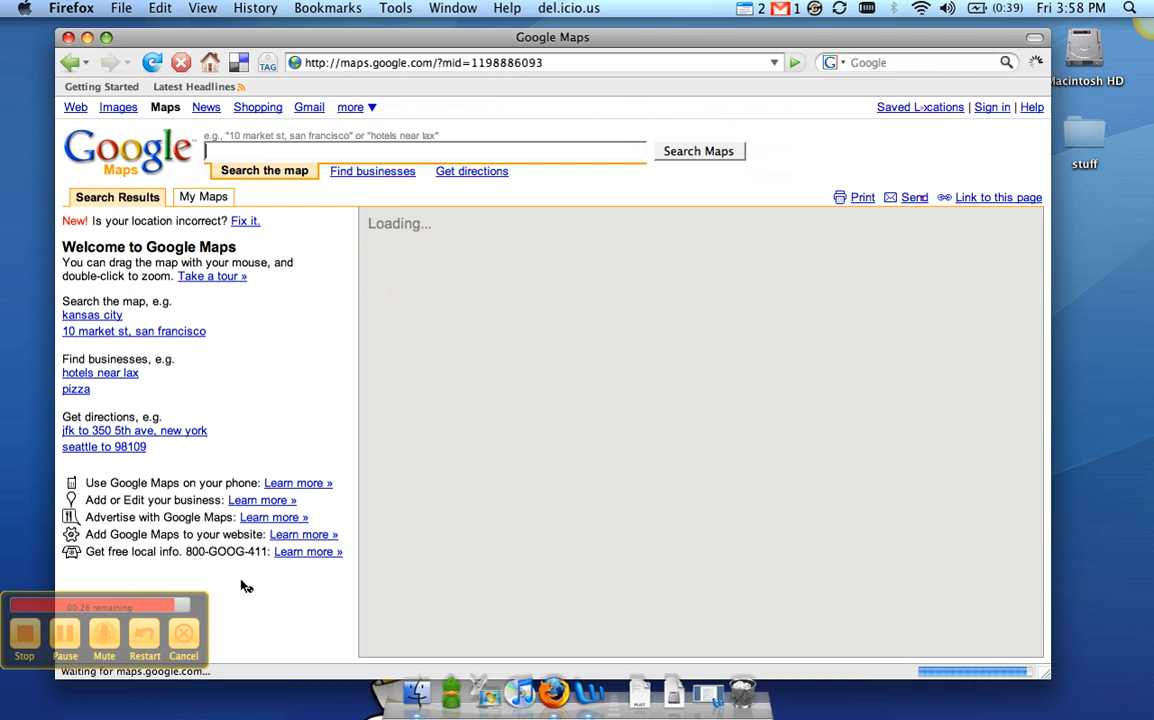 Firefox File Edit View History Bookmarks Tools Window Help del.icio.us 2 1 (0:39) Fri 3:58 PM
Google Maps
TAG http://maps.google.com/?mid=1198886093 G Google
Macintosh HD
Getting Started Latest Headlines
Web Images Maps News Shopping Gmail more ▼ Saved Locations Sign in | Help
e.g., "10 market st, san francisco" or "hotels near lax"
Google Maps
Search Maps
Search the map Find businesses Get directions
stuff
Search Results My Maps Print Send Link to this page
New! Is your location incorrect? Fix it.
Loading...
Welcome to Google Maps
You can drag the map with your mouse, and
double-click to zoom. Take a tour »
Search the map, e.g.
kansas city
10 market st, san francisco
Find businesses, e.g.
hotels near lax
pizza
Get directions, e.g.
jfk to 350 5th ave, new york
seattle to 98109
Use Google Maps on your phone: Learn more »
Add or Edit your business: Learn more »
Advertise with Google Maps: Learn more »
Add Google Maps to your website: Learn more »
Get free local info. 800-GOOG-411: Learn more »
00:26 remaining
Stop Pause Mute Restart Cancel
Waiting for maps.google.com...